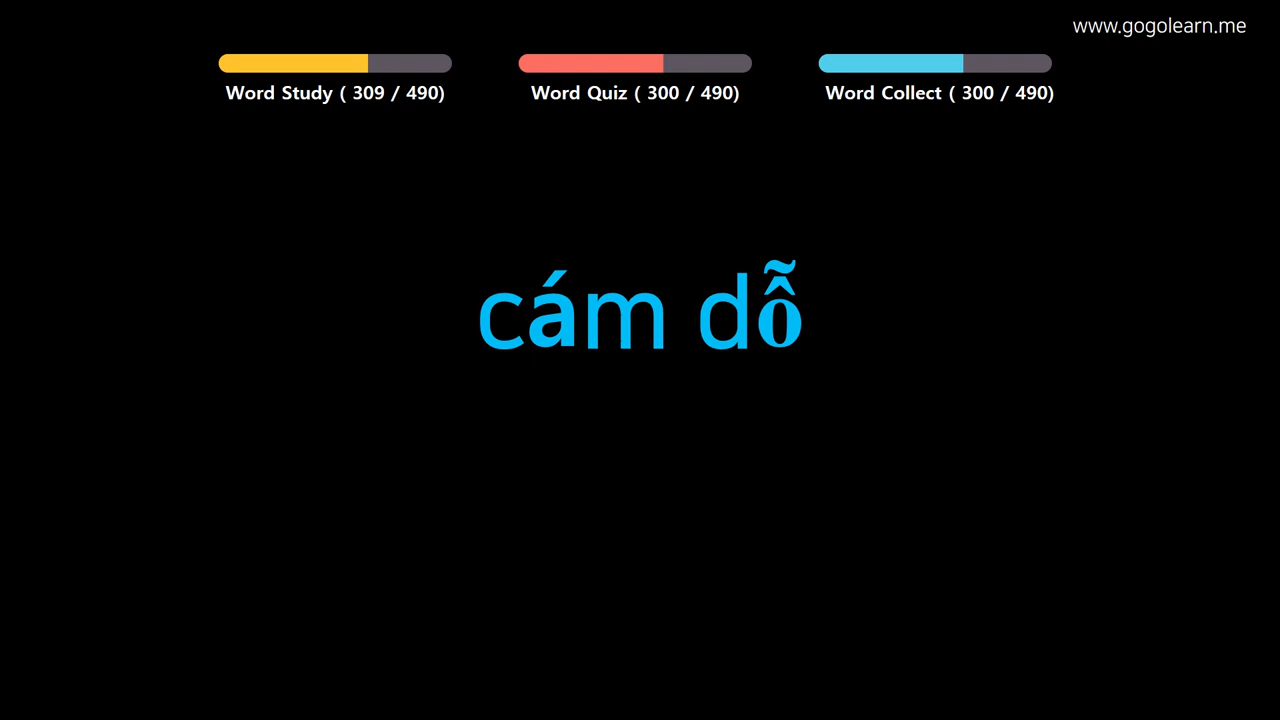 www.gogolearn.me
Word Study ( 309 / 490)
Word Quiz ( 300 / 490)
Word Collect ( 300 / 490)
cám dỗ